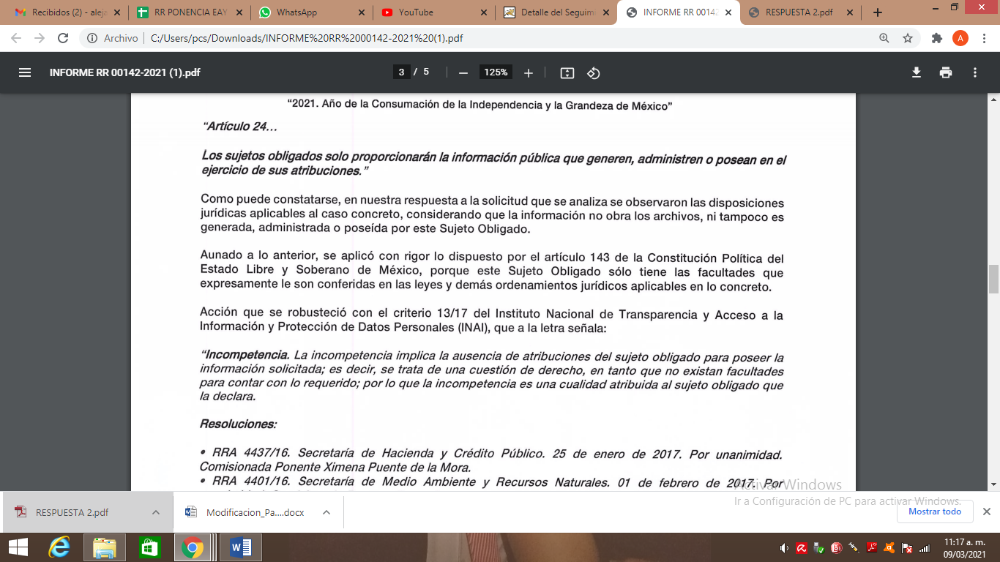 Recibidos (2) - aleja
RR PONENCIA EAY
WhatsApp
YouTube
Detalle del Seguimi
INFORME RR 00142
RESPUESTA 2.pdf
Archivo
C:/Users/pcs/Downloads/INFORME%20RR%2000142-2021%20(1).pdf
A
INFORME RR 00142-2021 (1).pdf
3 / 5
125%
“2021. Año de la Consumación de la Independencia y la Grandeza de México”
“Artículo 24…
Los sujetos obligados solo proporcionarán la información pública que generen, administren o posean en el
ejercicio de sus atribuciones.”
Como puede constatarse, en nuestra respuesta a la solicitud que se analiza se observaron las disposiciones
jurídicas aplicables al caso concreto, considerando que la información no obra los archivos, ni tampoco es
generada, administrada o poseída por este Sujeto Obligado.
Aunado a lo anterior, se aplicó con rigor lo dispuesto por el artículo 143 de la Constitución Política del
Estado Libre y Soberano de México, porque este Sujeto Obligado sólo tiene las facultades que
expresamente le son conferidas en las leyes y demás ordenamientos jurídicos aplicables en lo concreto.
Acción que se robusteció con el criterio 13/17 del Instituto Nacional de Transparencia y Acceso a la
Información y Protección de Datos Personales (INAI), que a la letra señala:
“Incompetencia. La incompetencia implica la ausencia de atribuciones del sujeto obligado para poseer la
información solicitada; es decir, se trata de una cuestión de derecho, en tanto que no existan facultades
para contar con lo requerido; por lo que la incompetencia es una cualidad atribuida al sujeto obligado que
la declara.
Resoluciones:
• RRA 4437/16. Secretaría de Hacienda y Crédito Público. 25 de enero de 2017. Por unanimidad.
Comisionada Ponente Ximena Puente de la Mora.
• RRA 4401/16. Secretaría de Medio Ambiente y Recursos Naturales. 01 de febrero de 2017. Por
Activar Windows
Ir a Configuración de PC para activar Windows.
RESPUESTA 2.pdf
Modificacion_Pa....docx
Mostrar todo
11:17 a. m.
09/03/2021